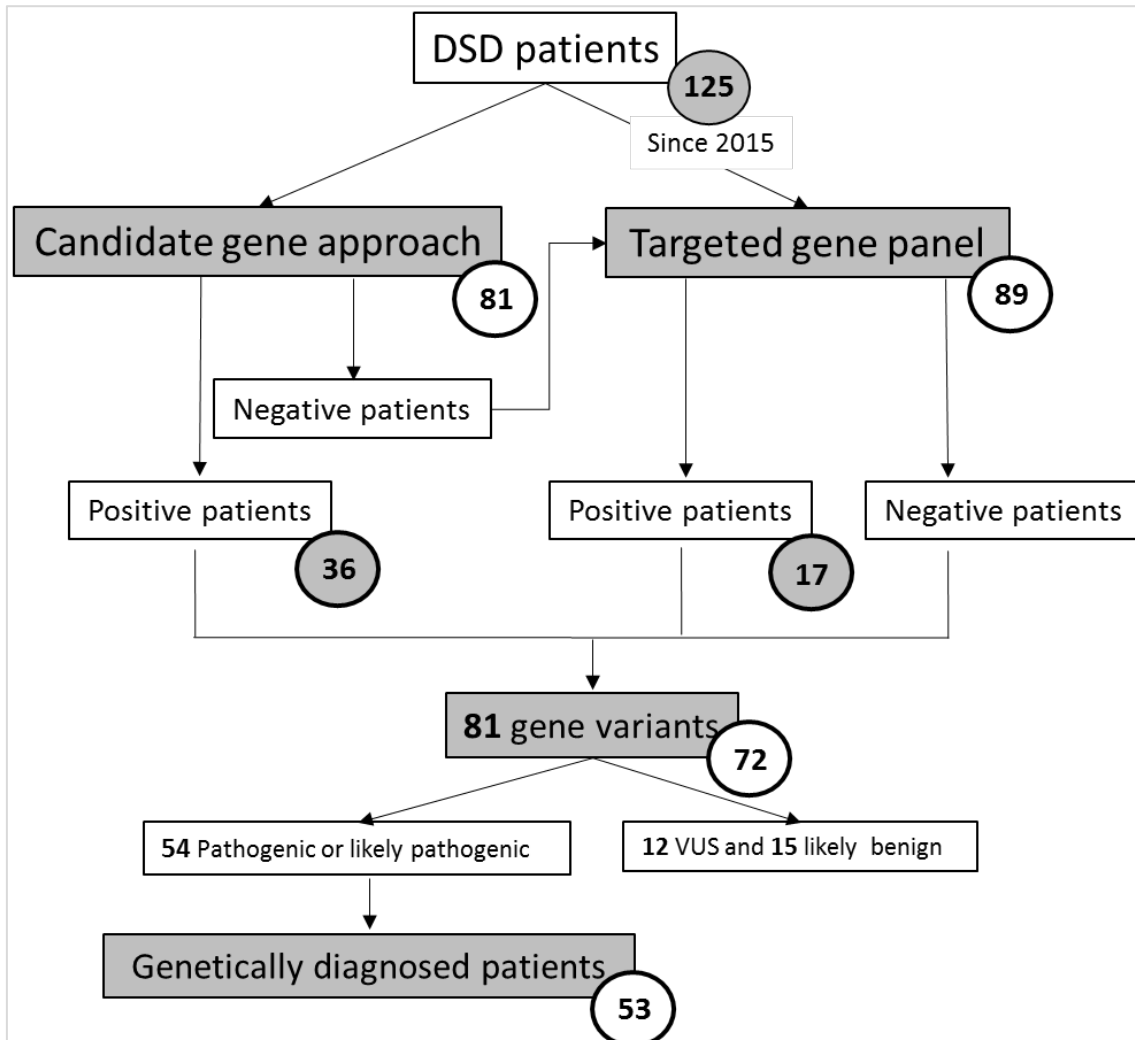 DSD patients
125
Since 2015
Candidate gene approach
81
Targeted gene panel
89
Negative patients
Positive patients
36
Positive patients
17
Negative patients
81 gene variants
72
54 Pathogenic or likely pathogenic
12 VUS and 15 likely benign
Genetically diagnosed patients
53